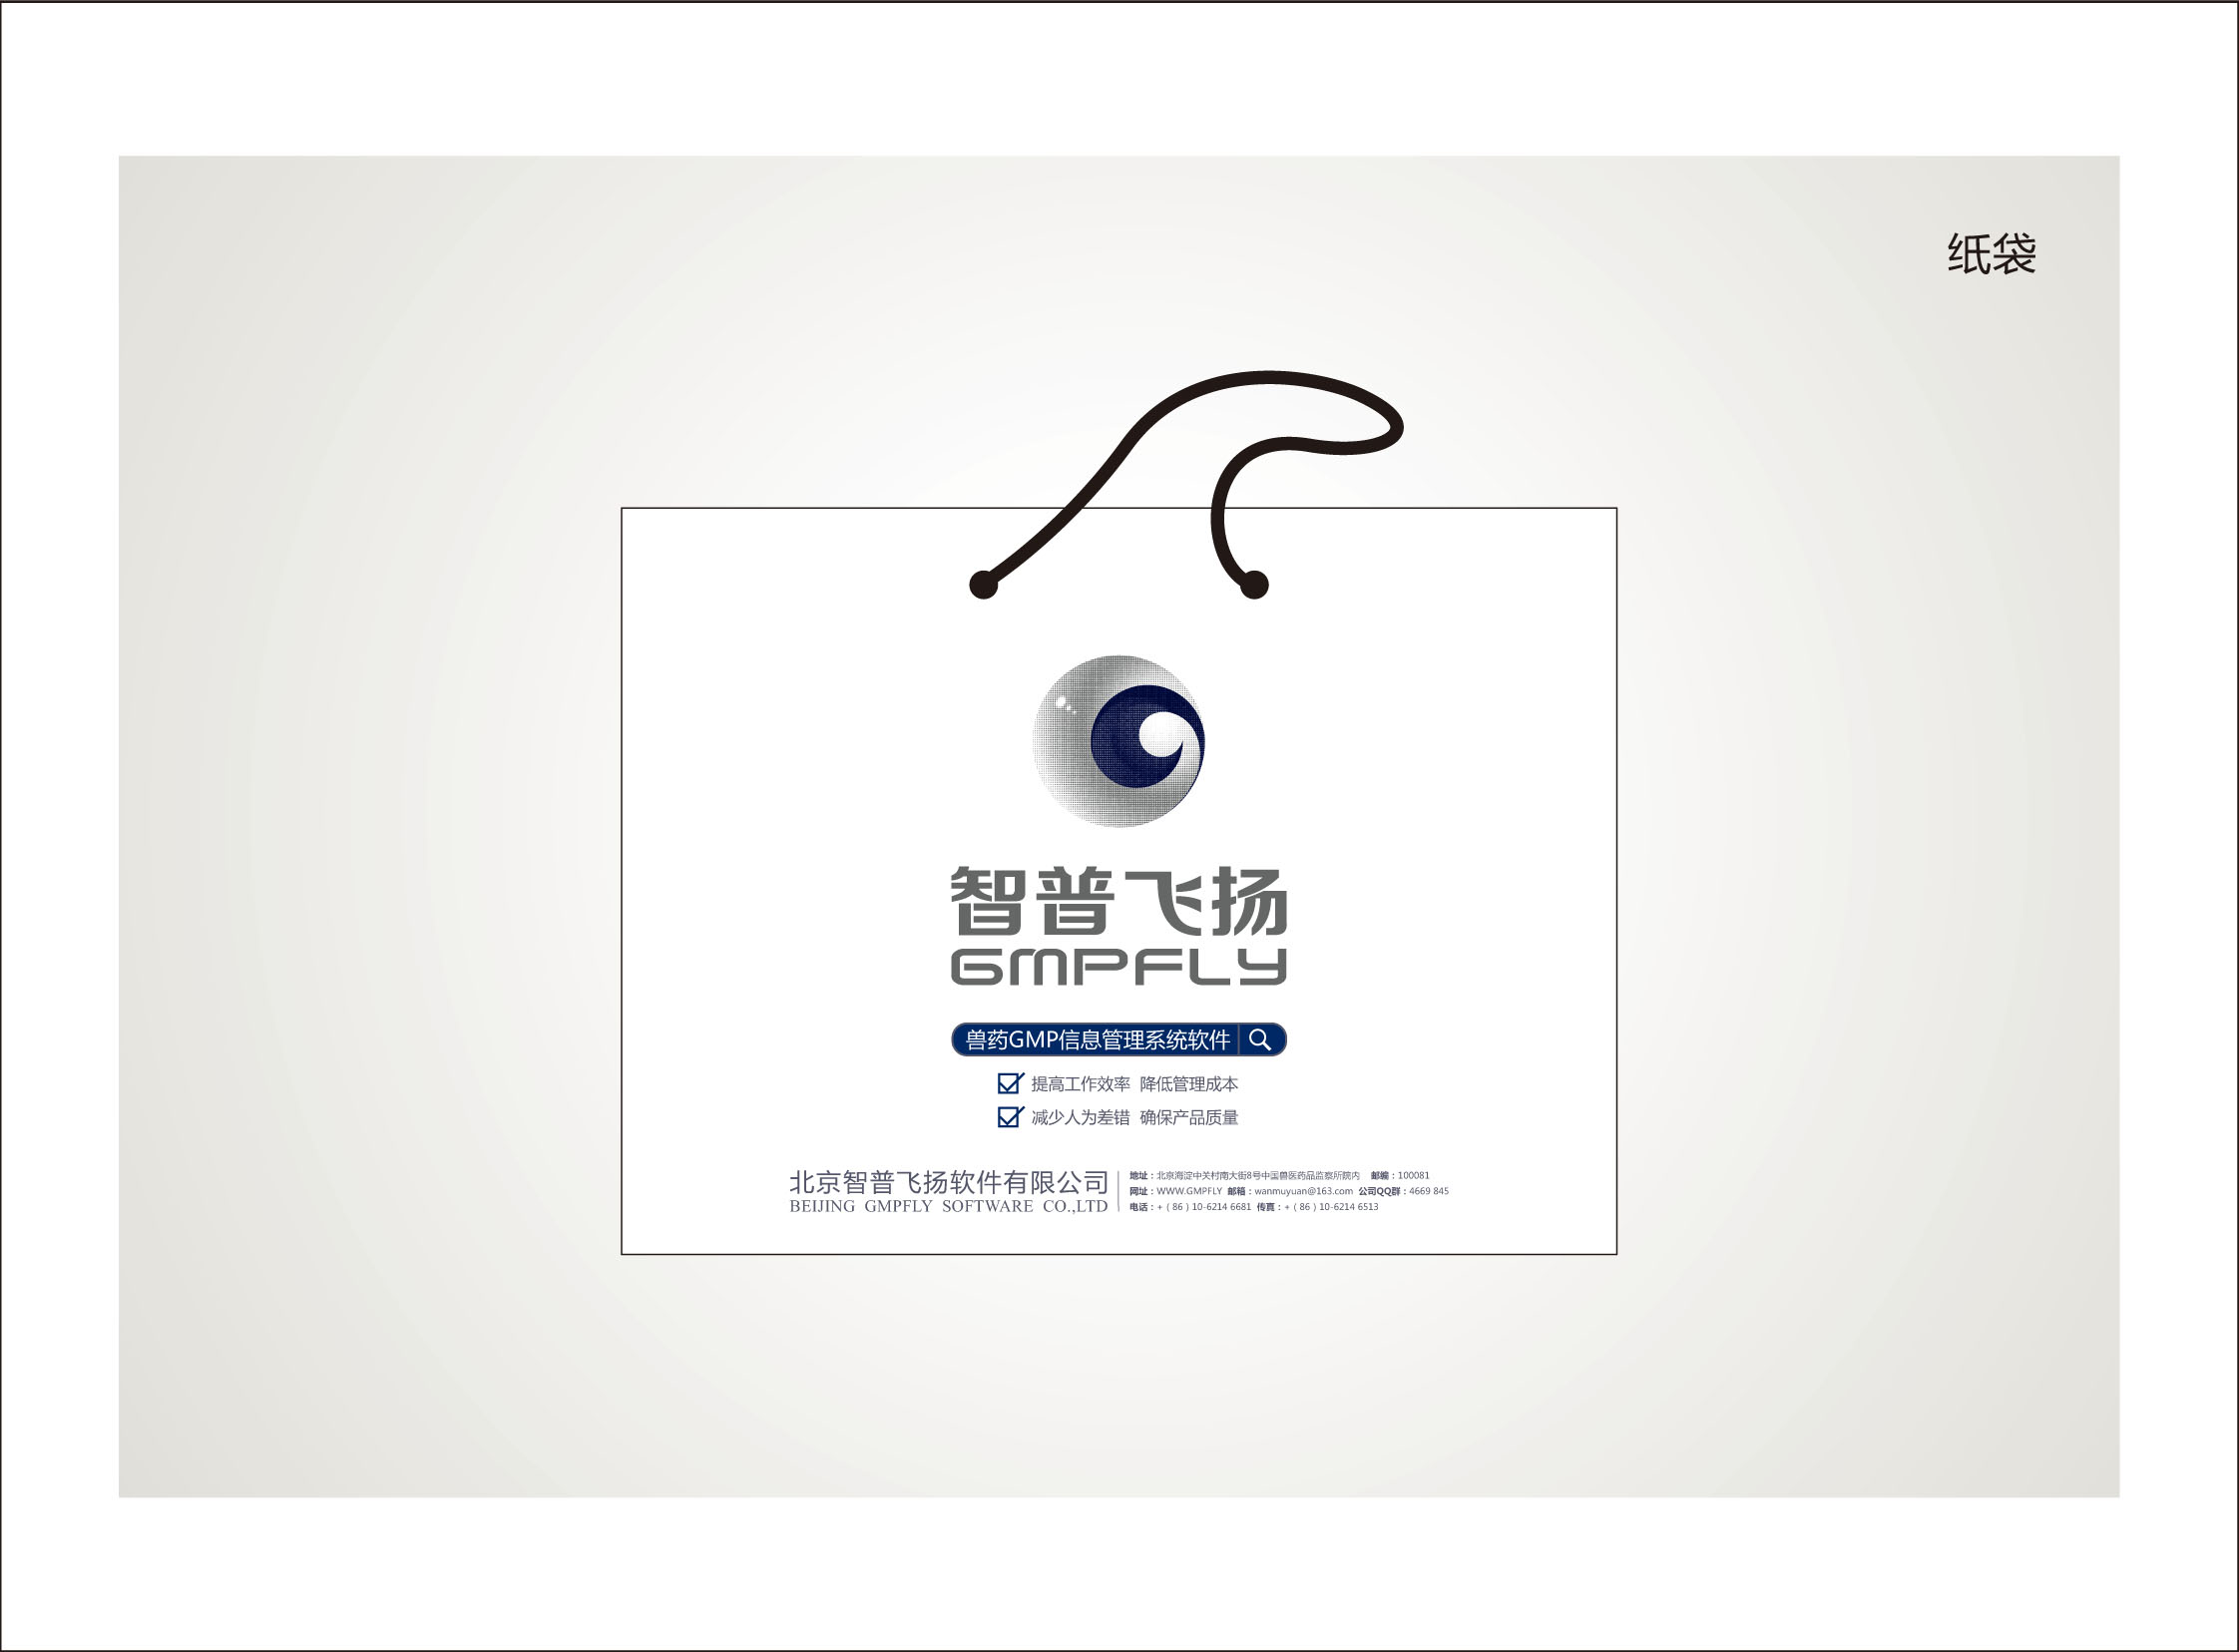 纸袋
智普飞扬
GMPFLY
兽药GMP信息管理系统软件
提高工作效率 降低管理成本
减少人为差错 确保产品质量
北京智普飞扬软件有限公司
BEIJING GMPFLY SOFTWARE CO.,LTD
地址：北京海淀中关村南大街8号中国兽医药品监察所院内 邮编：100081
网址：WWW.GMPFLY 邮箱：wanmuyuan@163.com 公司QQ群：4669 845
电话：+（86）10-6214 6681 传真：+（86）10-6214 6513